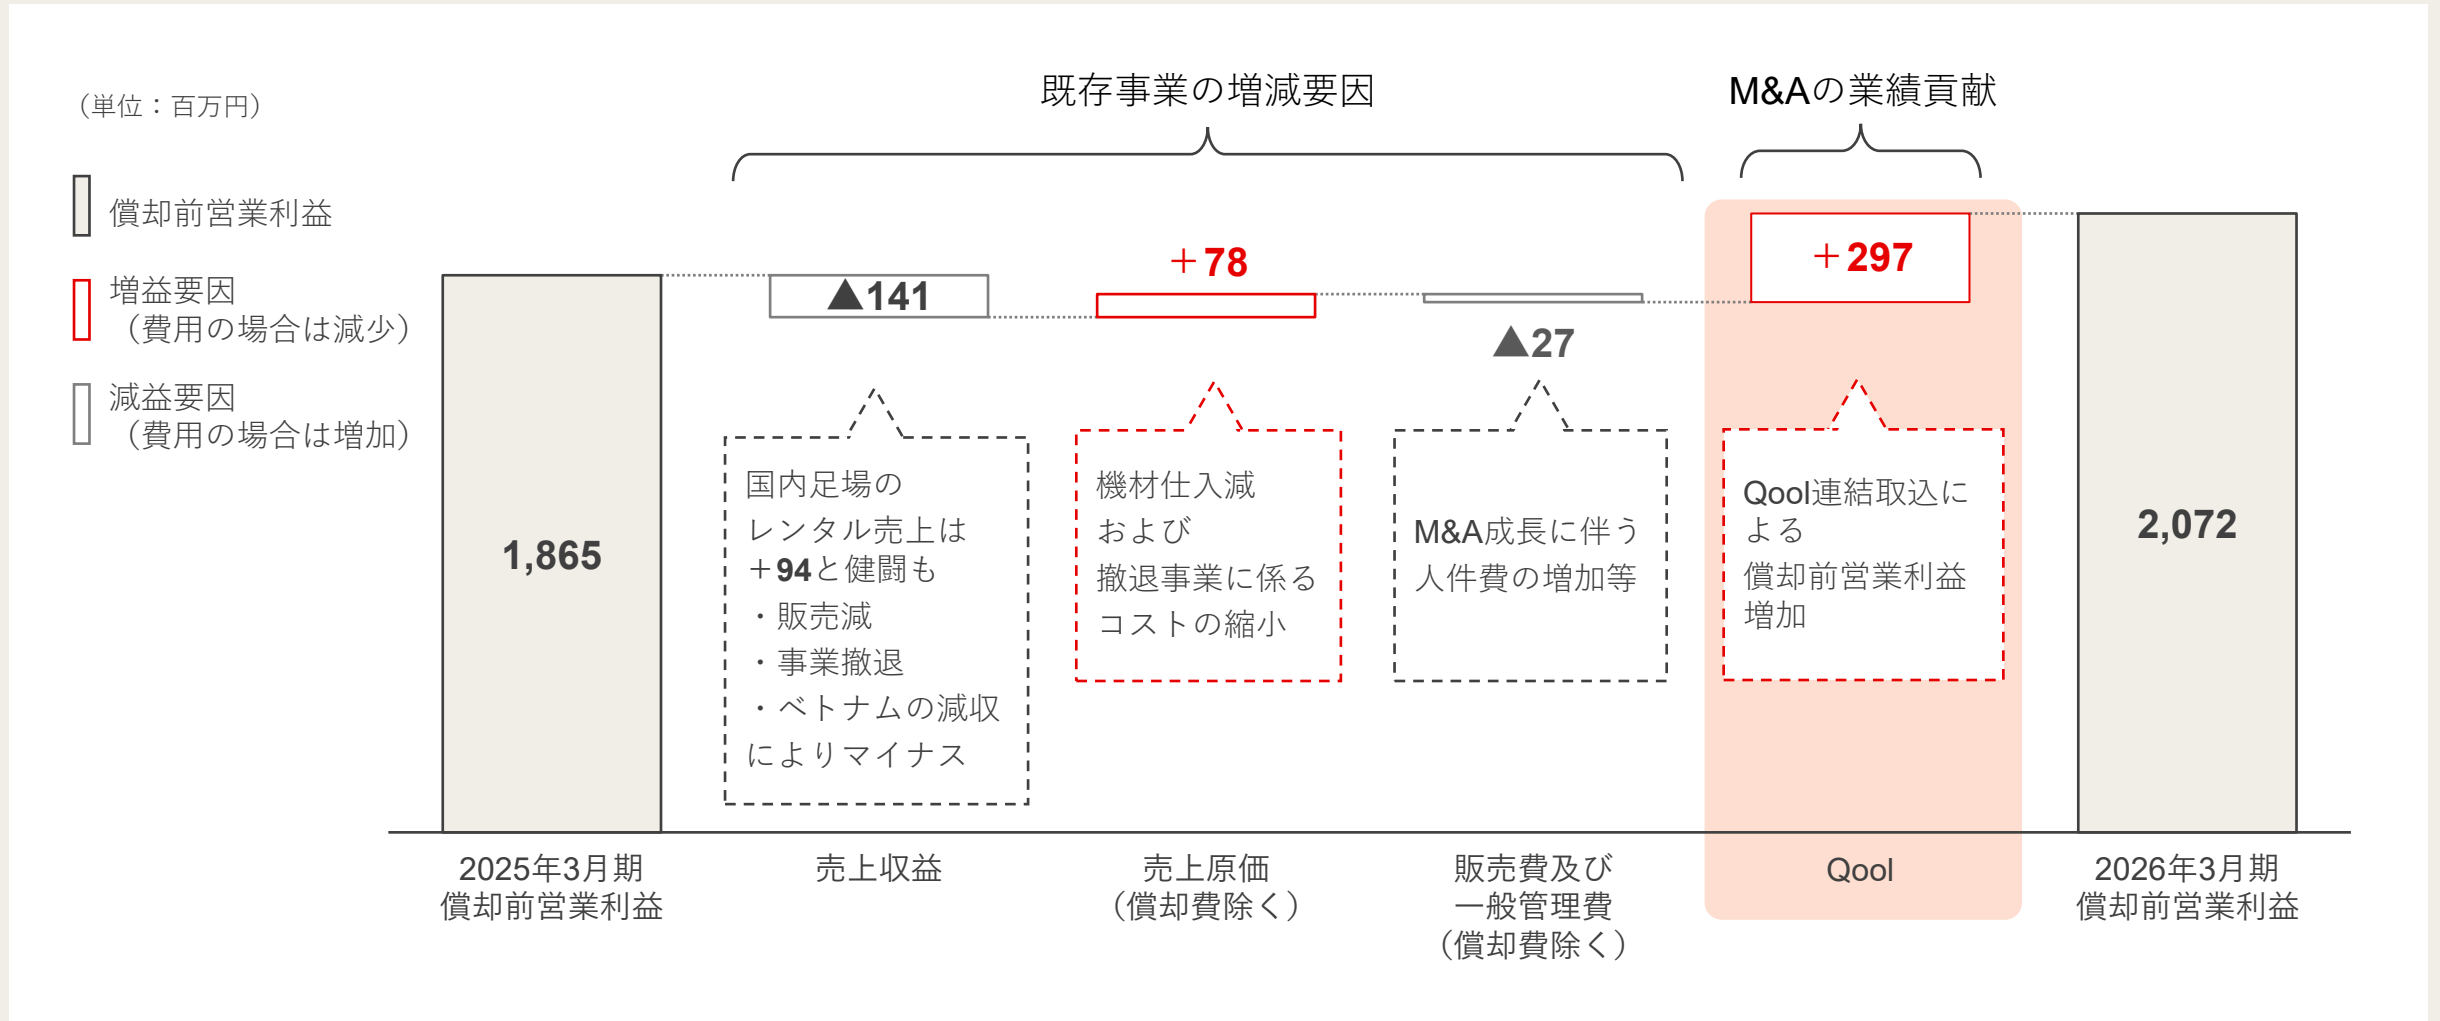 （単位：百万円）
償却前営業利益
増益要因
（費用の場合は減少）
減益要因
（費用の場合は増加）
既存事業の増減要因
M&Aの業績貢献
1,865
▲141
＋78
▲27
＋297
2,072
国内足場の
レンタル売上は
＋94と健闘も
・販売減
・事業撤退
・ベトナムの減収
によりマイナス
機材仕入減
および
撤退事業に係る
コストの縮小
M&A成長に伴う
人件費の増加等
Qool連結取込に
よる
償却前営業利益
増加
2025年3月期
償却前営業利益
売上収益
売上原価
（償却費除く）
販売費及び
一般管理費
（償却費除く）
Qool
2026年3月期
償却前営業利益